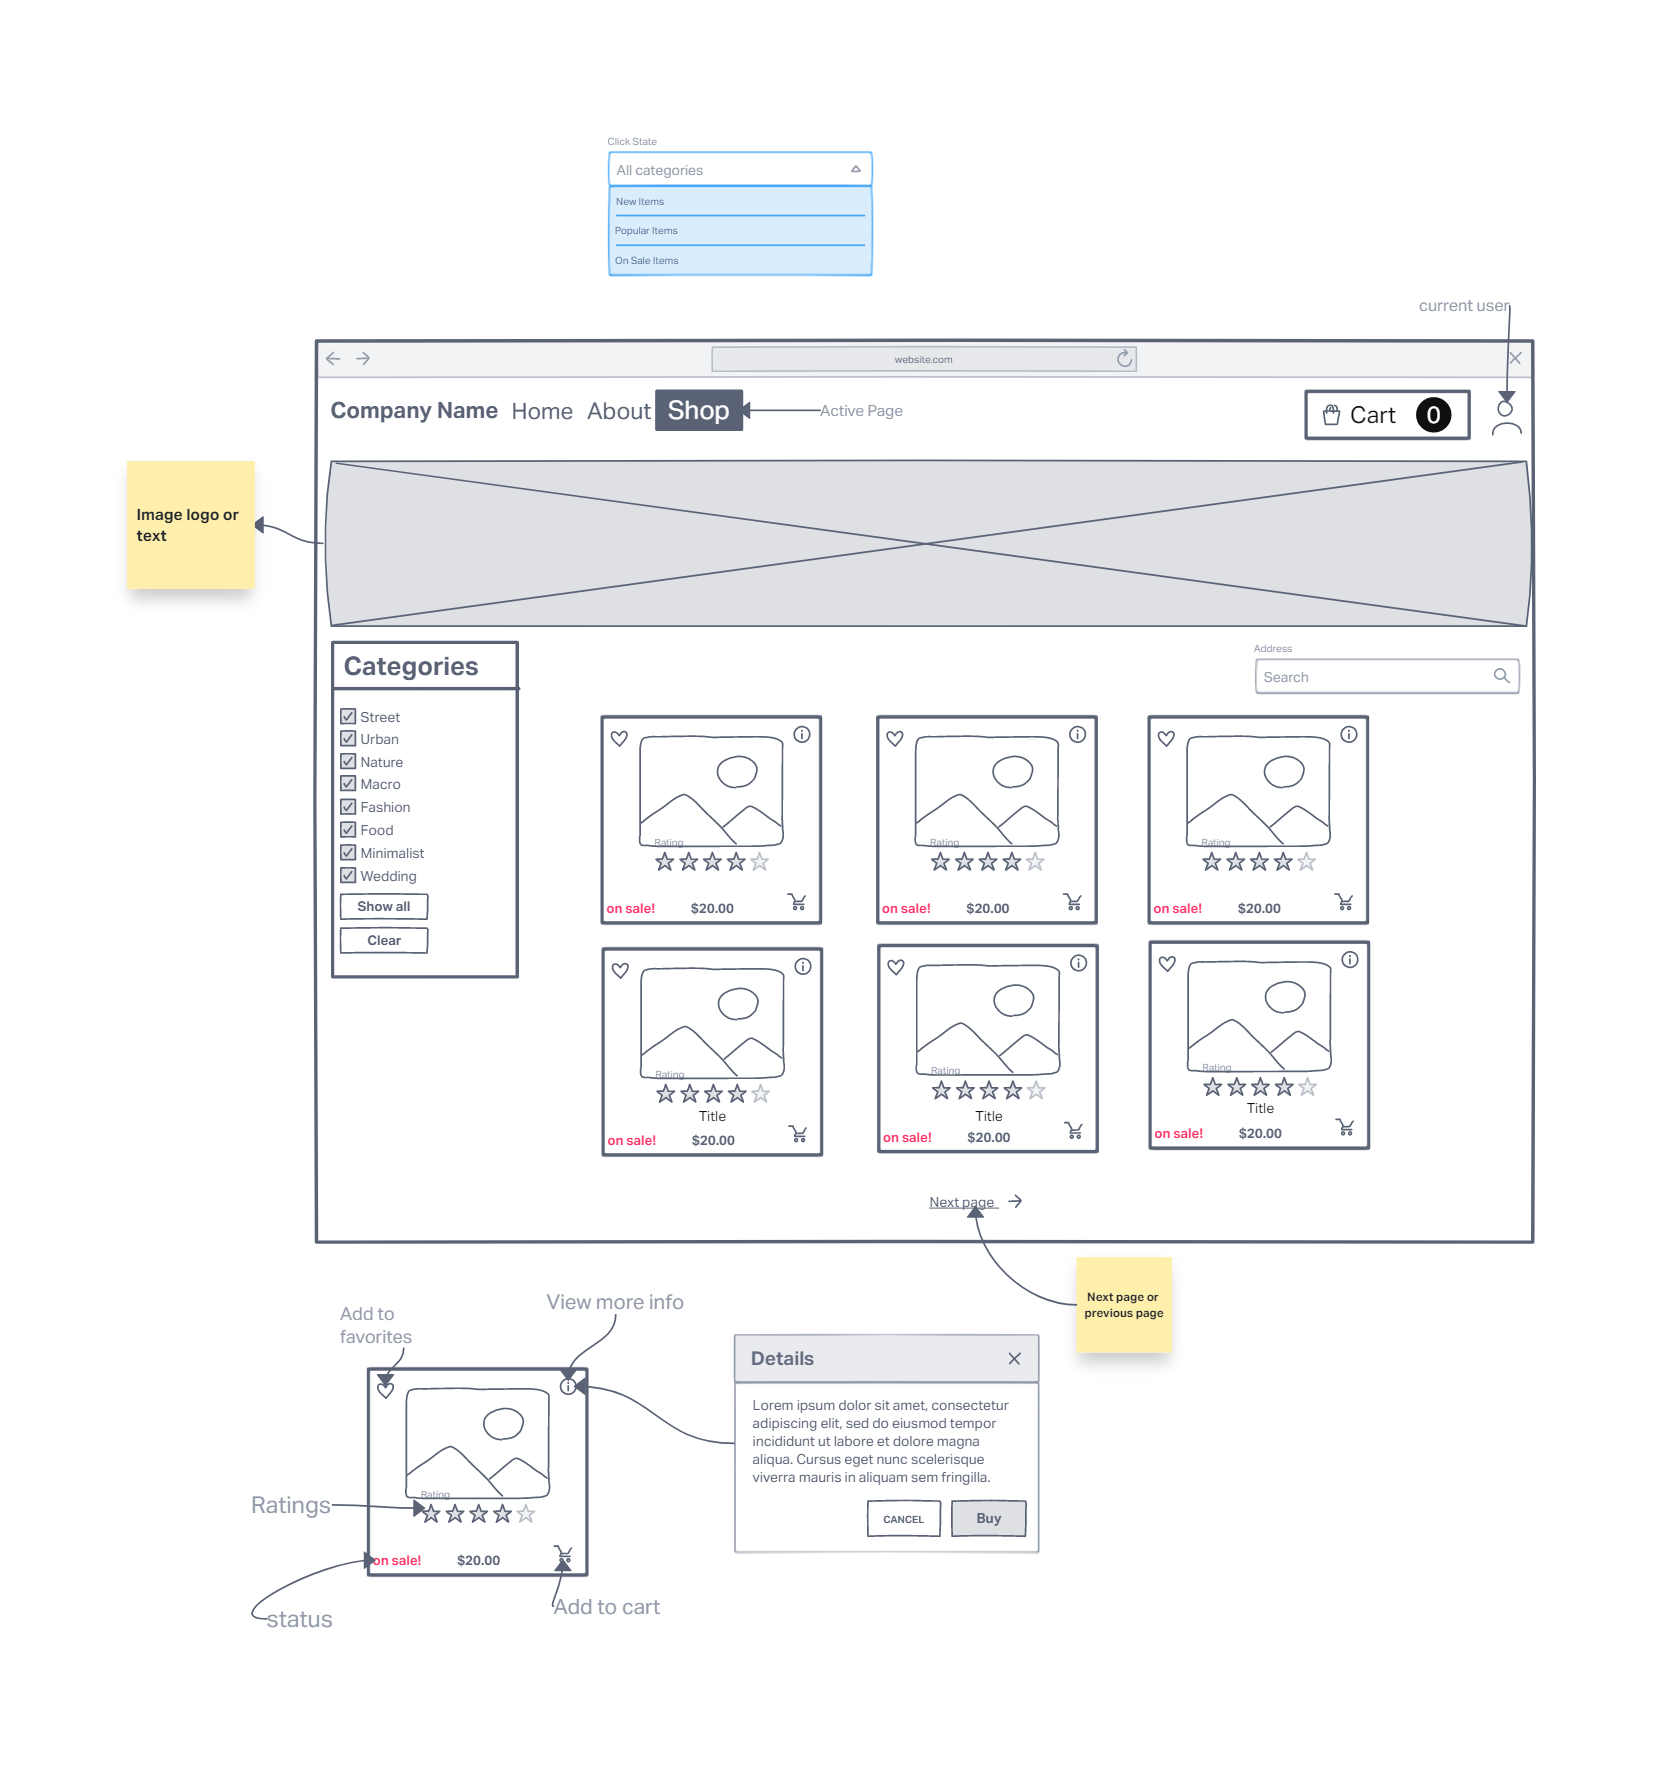 Click State
All categories
New Items
Popular Items
On Sale Items
current user
website.com
Company Name Home About Shop
Active Page
Cart 0
Image logo or
text
Categories
Street
Urban
Nature
Macro
Fashion
Food
Minimalist
Wedding
Show all
Clear
Address
Search
Rating
on sale! $20.00
Rating
on sale! $20.00
Rating
on sale! $20.00
Rating
Title
on sale! $20.00
Rating
Title
on sale! $20.00
Rating
Title
on sale! $20.00
Next page
Next page or
previous page
Add to
favorites
View more info
Rating
Ratings
on sale! $20.00
status
Add to cart
Details
Lorem ipsum dolor sit amet, consectetur
adipiscing elit, sed do eiusmod tempor
incididunt ut labore et dolore magna
aliqua. Cursus eget nunc scelerisque
viverra mauris in aliquam sem fringilla.
CANCEL
Buy